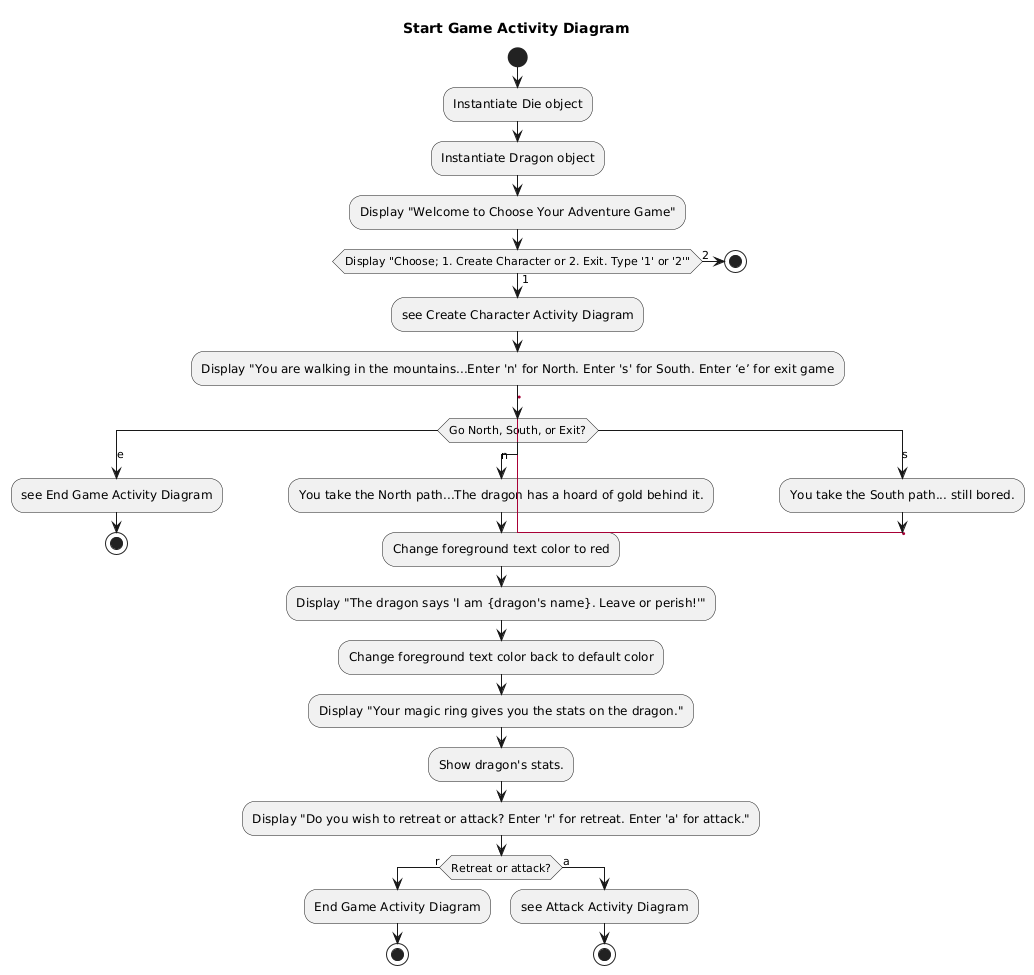 Start Game Activity Diagram
Instantiate Die object
Instantiate Dragon object
Display "Welcome to Choose Your Adventure Game"
Display "Choose; 1. Create Character or 2. Exit. Type '1' or '2'"
2
1
see Create Character Activity Diagram
Display "You are walking in the mountains...Enter 'n' for North. Enter 's' for South. Enter ‘e’ for exit game
Go North, South, or Exit?
e
n
s
see End Game Activity Diagram
You take the North path...The dragon has a hoard of gold behind it.
You take the South path... still bored.
Change foreground text color to red
Display "The dragon says 'I am {dragon's name}. Leave or perish!'"
Change foreground text color back to default color
Display "Your magic ring gives you the stats on the dragon."
Show dragon's stats.
Display "Do you wish to retreat or attack? Enter 'r' for retreat. Enter 'a' for attack."
r
Retreat or attack?
a
End Game Activity Diagram
see Attack Activity Diagram